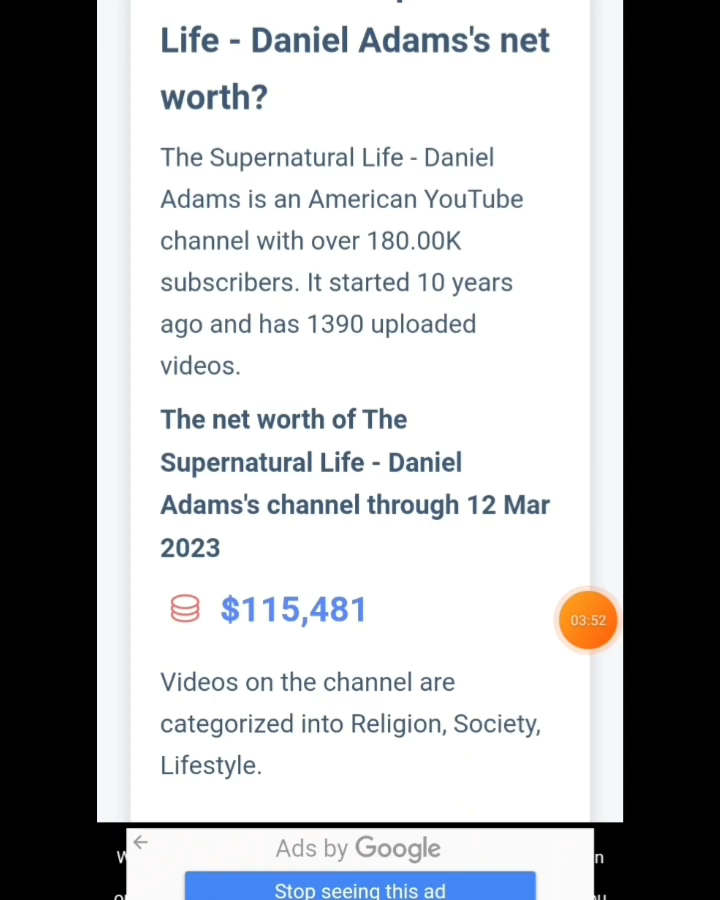 Life - Daniel Adams's net
worth?
The Supernatural Life - Daniel
Adams is an American YouTube
channel with over 180.00K
subscribers. It started 10 years
ago and has 1390 uploaded
videos.
The net worth of The
Supernatural Life - Daniel
Adams's channel through 12 Mar
2023
$115,481
03:52
Videos on the channel are
categorized into Religion, Society,
Lifestyle.
Ads by Google
Stop seeing this ad